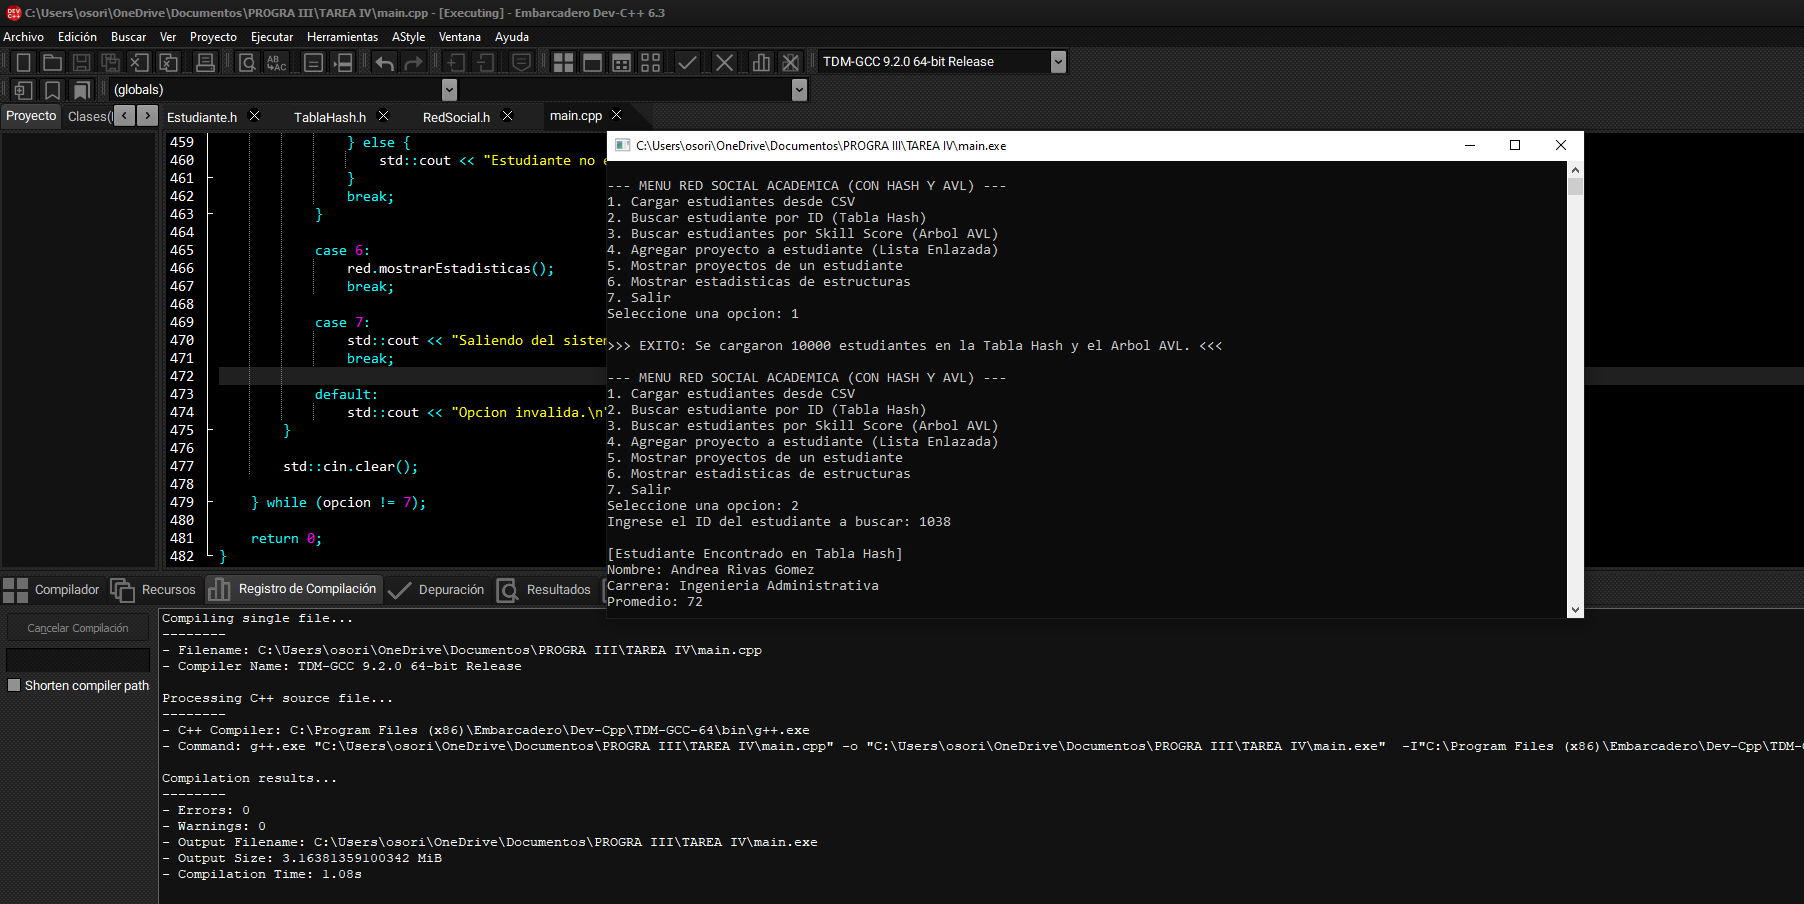 C:\Users\osori\OneDrive\Documentos\PROGRA III\TAREA IV\main.cpp - [Executing] - Embarcadero Dev-C++ 6.3
Archivo Edición Buscar Ver Proyecto Ejecutar Herramientas AStyle Ventana Ayuda
TDM-GCC 9.2.0 64-bit Release
(globals)
Proyecto Clases(
Estudiante.h TablaHash.h RedSocial.h main.cpp
459 } else {
460 std::cout << "Estudiante no e
461 }
462 break;
463 }
464
465 case 6:
466 red.mostrarEstadisticas();
467 break;
468
469 case 7:
470 std::cout << "Saliendo del sistem
471 break;
472
473 default:
474 std::cout << "Opcion invalida.\n"
475 }
476
477 std::cin.clear();
478
479 } while (opcion != 7);
480
481 return 0;
482 }
C:\Users\osori\OneDrive\Documentos\PROGRA III\TAREA IV\main.exe
--- MENU RED SOCIAL ACADEMICA (CON HASH Y AVL) ---
1. Cargar estudiantes desde CSV
2. Buscar estudiante por ID (Tabla Hash)
3. Buscar estudiantes por Skill Score (Arbol AVL)
4. Agregar proyecto a estudiante (Lista Enlazada)
5. Mostrar proyectos de un estudiante
6. Mostrar estadisticas de estructuras
7. Salir
Seleccione una opcion: 1
>>> EXITO: Se cargaron 10000 estudiantes en la Tabla Hash y el Arbol AVL. <<<
--- MENU RED SOCIAL ACADEMICA (CON HASH Y AVL) ---
1. Cargar estudiantes desde CSV
2. Buscar estudiante por ID (Tabla Hash)
3. Buscar estudiantes por Skill Score (Arbol AVL)
4. Agregar proyecto a estudiante (Lista Enlazada)
5. Mostrar proyectos de un estudiante
6. Mostrar estadisticas de estructuras
7. Salir
Seleccione una opcion: 2
Ingrese el ID del estudiante a buscar: 1038
[Estudiante Encontrado en Tabla Hash]
Nombre: Andrea Rivas Gomez
Carrera: Ingenieria Administrativa
Promedio: 72
Compilador Recursos Registro de Compilación Depuración Resultados
Cancelar Compilación
Shorten compiler path
Compiling single file...
--------
- Filename: C:\Users\osori\OneDrive\Documentos\PROGRA III\TAREA IV\main.cpp
- Compiler Name: TDM-GCC 9.2.0 64-bit Release
Processing C++ source file...
--------
- C++ Compiler: C:\Program Files (x86)\Embarcadero\Dev-Cpp\TDM-GCC-64\bin\g++.exe
- Command: g++.exe "C:\Users\osori\OneDrive\Documentos\PROGRA III\TAREA IV\main.cpp" -o "C:\Users\osori\OneDrive\Documentos\PROGRA III\TAREA IV\main.exe" -I"C:\Program Files (x86)\Embarcadero\Dev-Cpp\TDM-
Compilation results...
--------
- Errors: 0
- Warnings: 0
- Output Filename: C:\Users\osori\OneDrive\Documentos\PROGRA III\TAREA IV\main.exe
- Output Size: 3.16381359100342 MiB
- Compilation Time: 1.08s